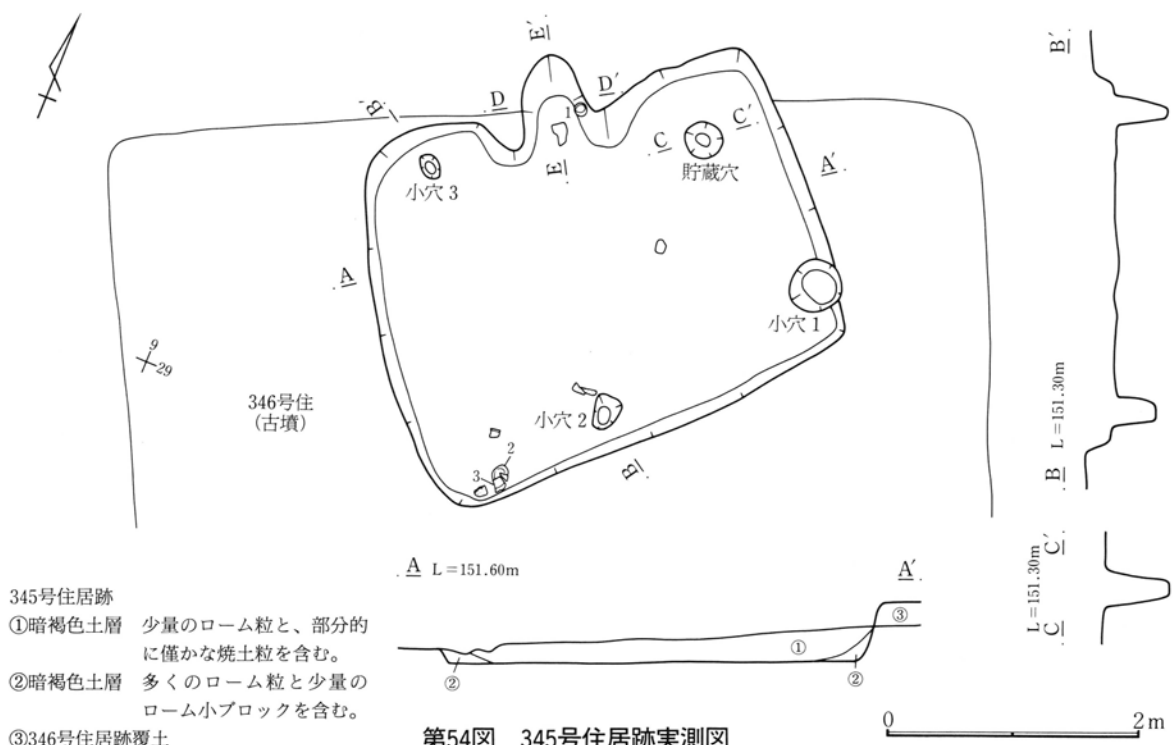 E E′
D D′
B B′
1
C C′
貯蔵穴
小穴 3
A′
A
小穴 1
9
29
346号住
(古墳)
小穴 2
2
3
B
E
B′
B L＝151.30m
C′
C L＝151.30m
A L＝151.60m
A′
③
①
②
②
345号住居跡
①暗褐色土層 少量のローム粒と、部分的
に僅かな焼土粒を含む。
②暗褐色土層 多くのローム粒と少量の
ローム小ブロックを含む。
③346号住居跡覆土
第54図 345号住居跡実測図
0 2m